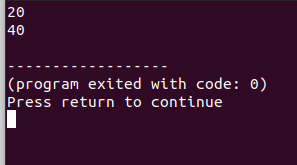 20
40
------------------
(program exited with code: 0)
Press return to continue